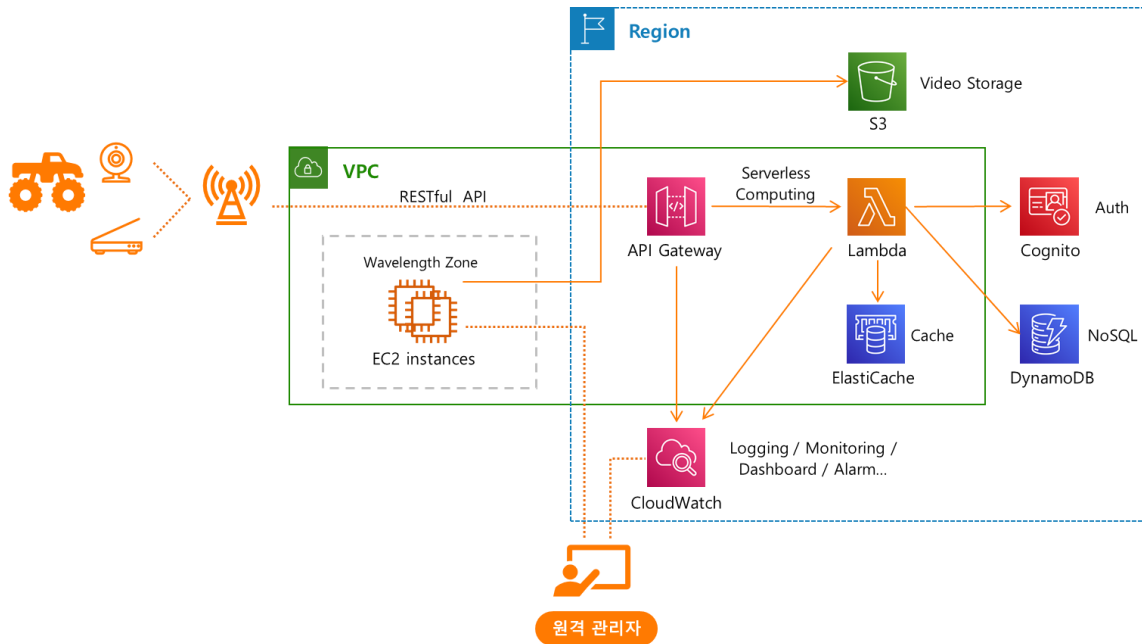 Region
Video Storage
S3
VPC
RESTful API
Serverless
Computing
API Gateway
Lambda
Auth
Cognito
Wavelength Zone
EC2 instances
Cache
ElastiCache
NoSQL
DynamoDB
Logging / Monitoring /
Dashboard / Alarm...
CloudWatch
원격 관리자